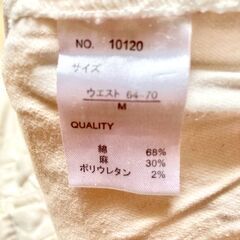 NO. 10120
サイズ
ウエスト 64-70
M
QUALITY
綿 68%
麻 30%
ポリウレタン 2%